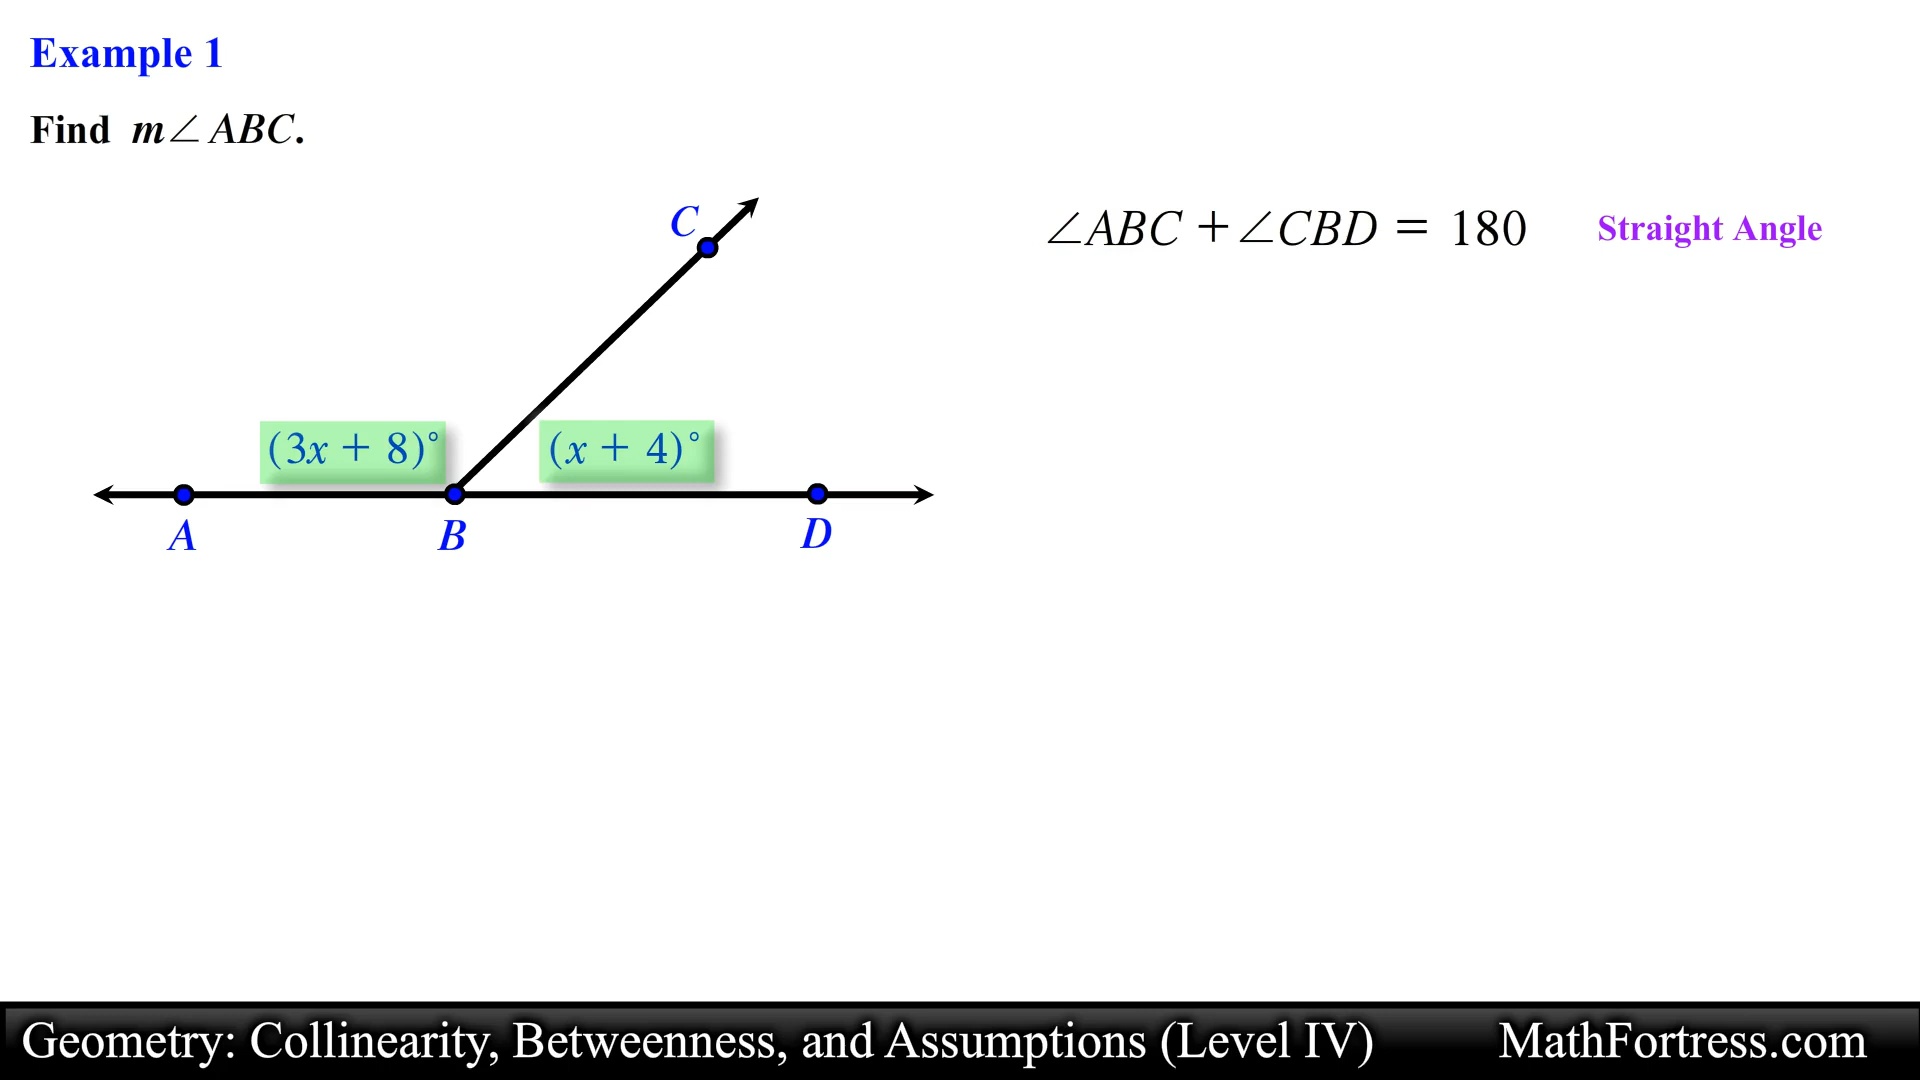 Example 1
Find m∠ABC.
∠ABC + ∠CBD = 180 Straight Angle
C
(3x + 8)° (x + 4)°
A B D
Geometry: Collinearity, Betweenness, and Assumptions (Level IV) MathFortress.com